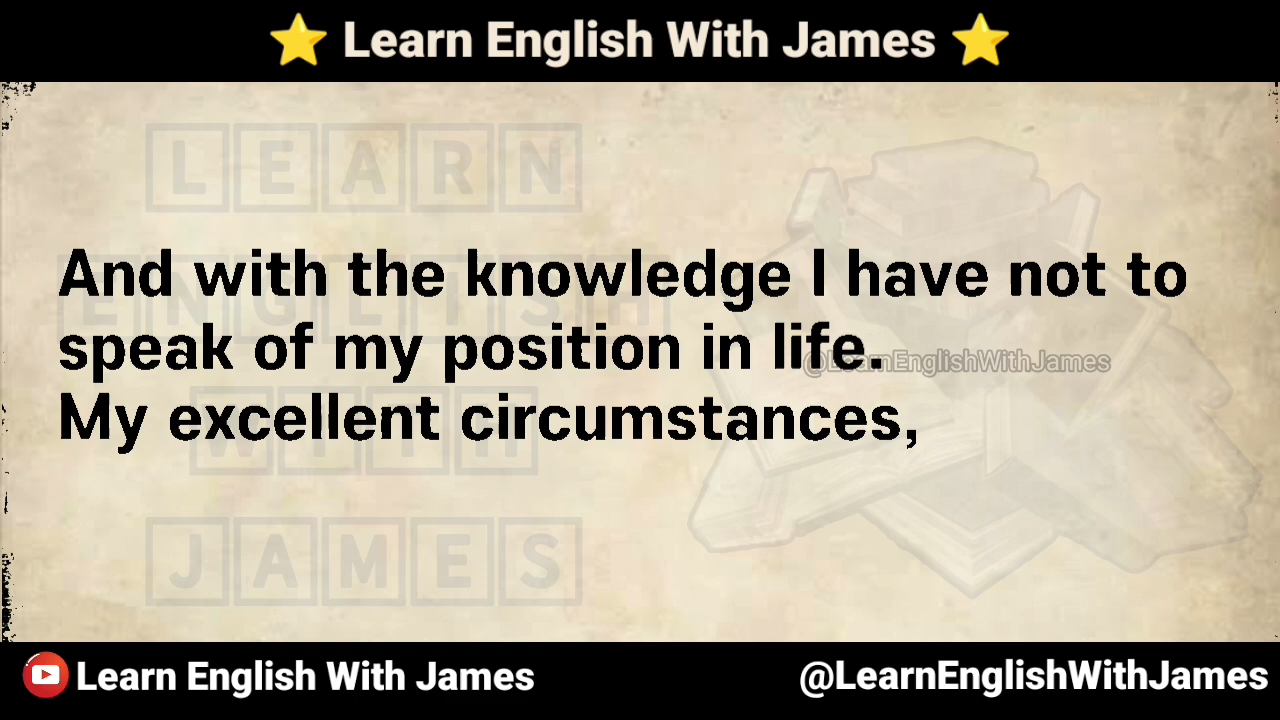 ⭐ Learn English With James ⭐
LEARN
ENGLISH
WITH
JAMES
And with the knowledge I have not to
speak of my position in life.
@LearnEnglishWithJames
My excellent circumstances,
Learn English With James
@LearnEnglishWithJames